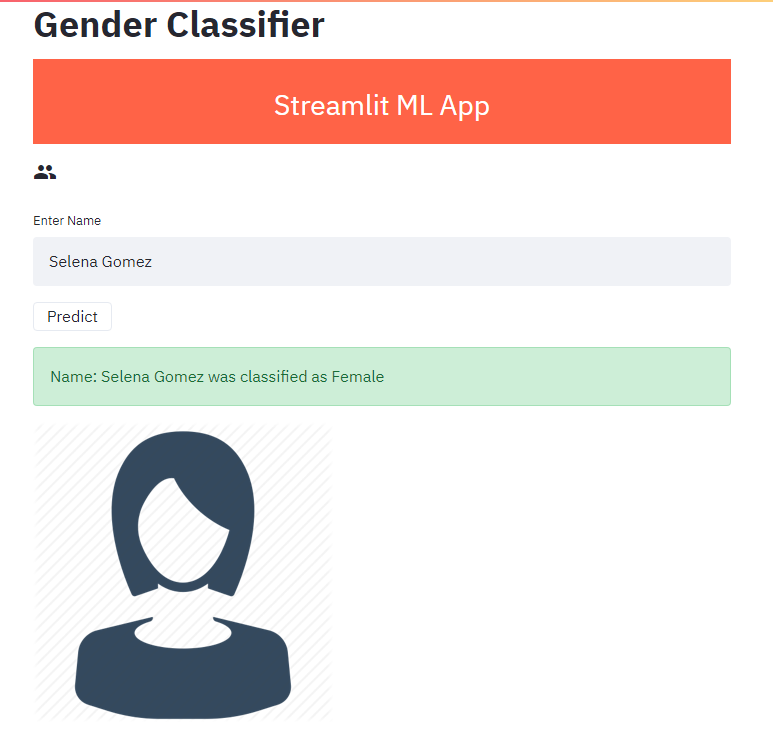 Gender Classifier
Streamlit ML App
Enter Name
Selena Gomez
Predict
Name: Selena Gomez was classified as Female